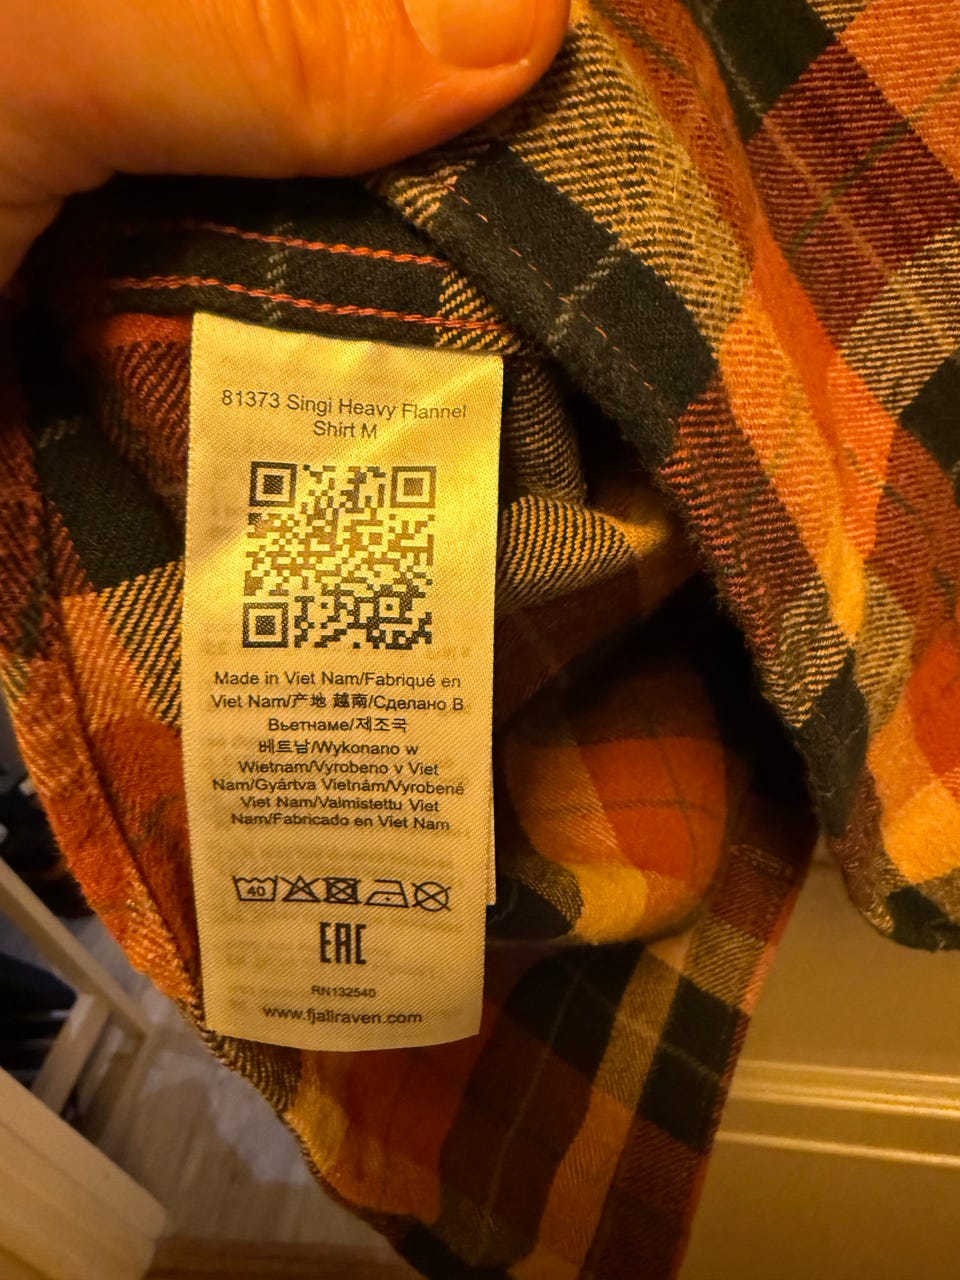 81373 Singi Heavy Flannel
Shirt M
Made in Viet Nam/Fabriqué en
Viet Nam/产地 越南/Сделано В
Вьетнаме/제조국
베트남/Wykonano w
Wietnam/Vyrobeno v Viet
Nam/Gyártva Vietnám/Vyrobené
Viet Nam/Valmistettu Viet
Nam/Fabricado en Viet Nam
40
EAC
RN132540
www.fjallraven.com